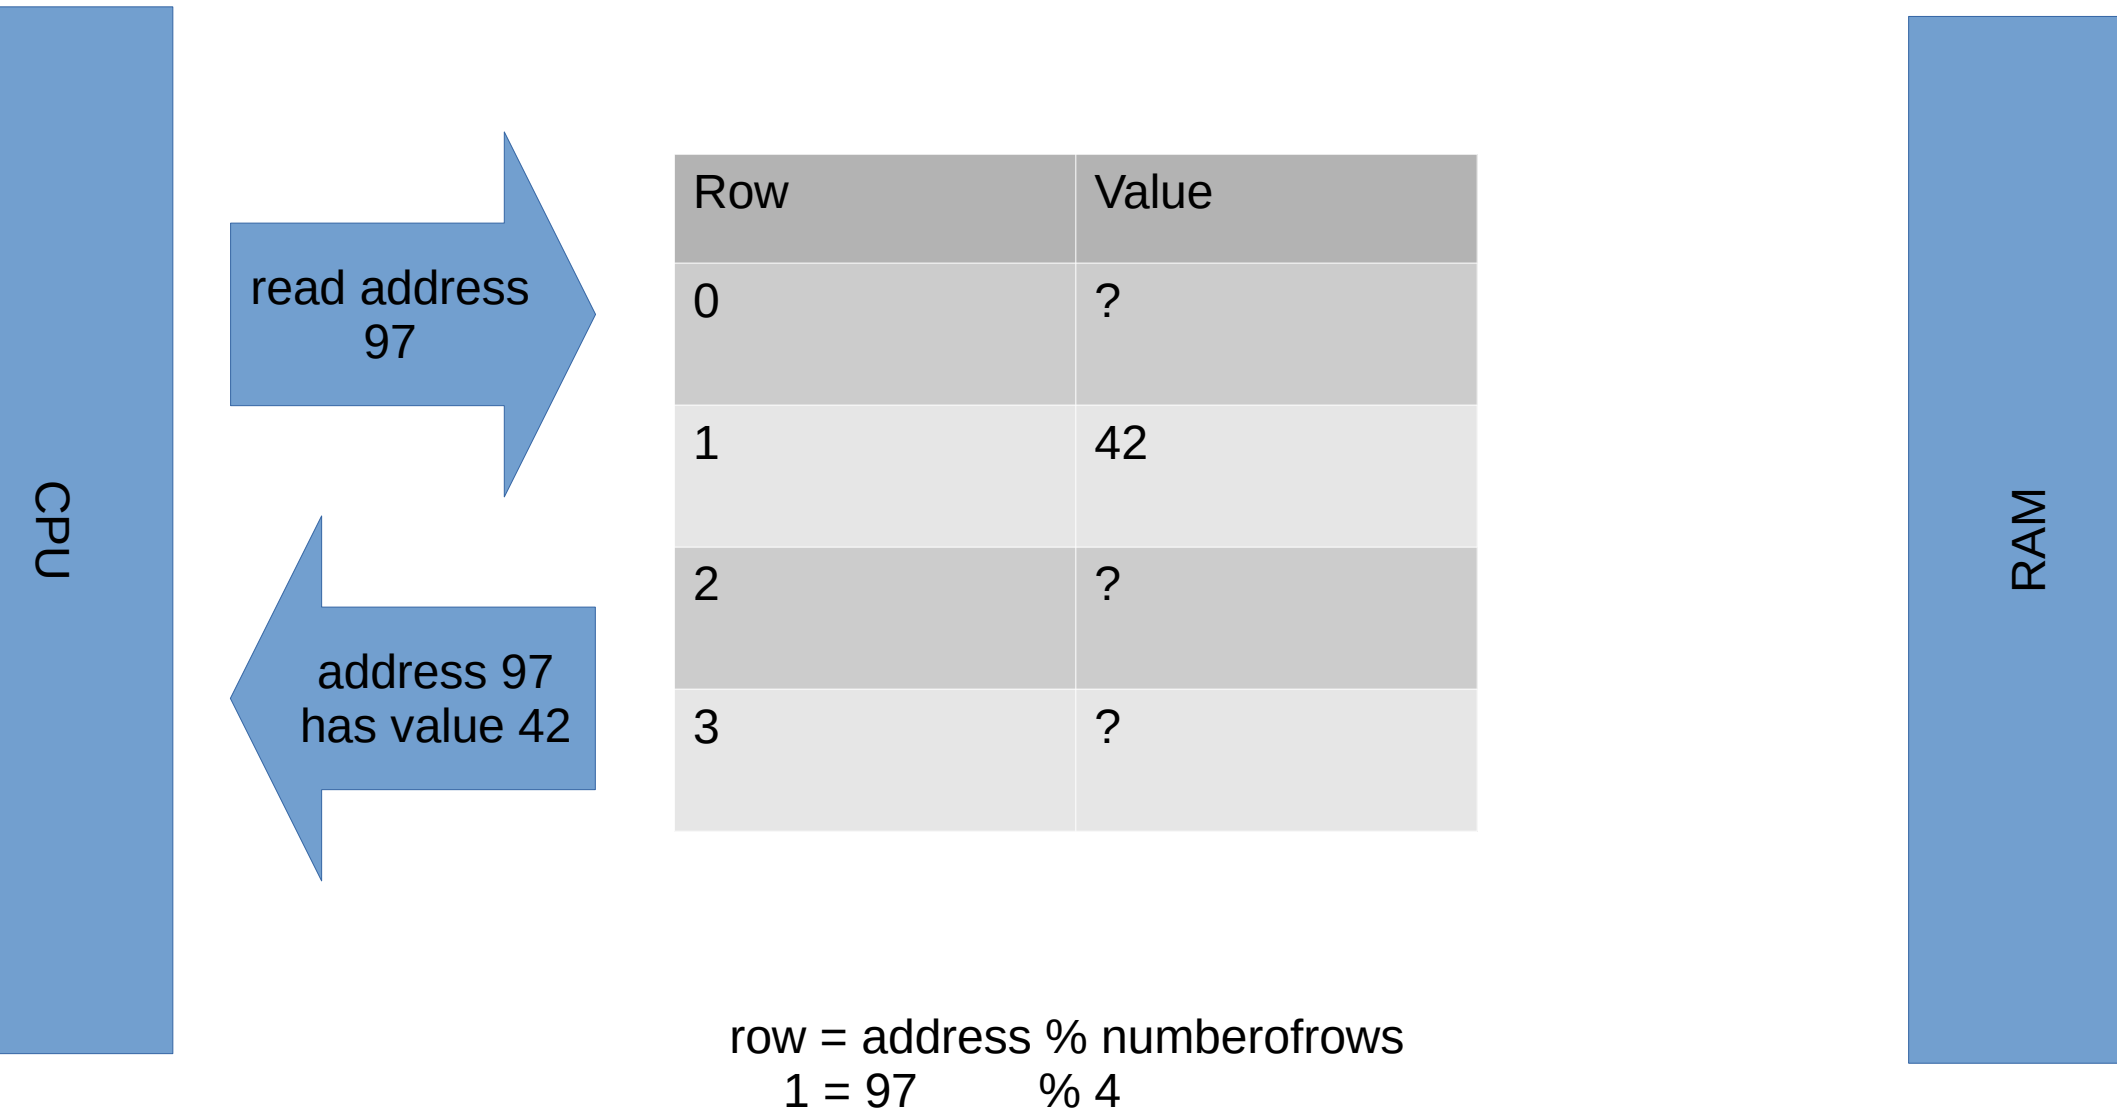 CPU
read address
97
address 97
has value 42
Row Value
0 ?
1 42
2 ?
3 ?
RAM
row = address % numberofrows
1 = 97 % 4